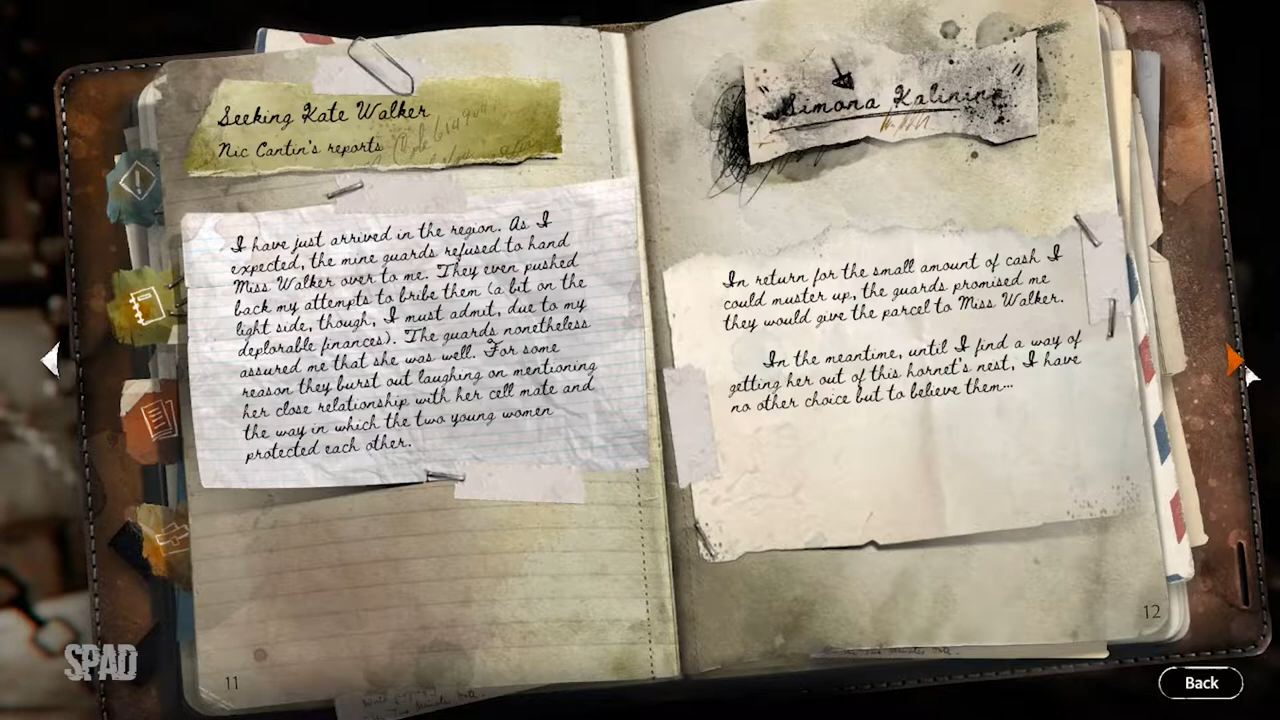 Seeking Kate Walker
Nic Cantin's reports
I have just arrived in the region. As I
expected, the mine guards refused to hand
Miss Walker over to me. They even pushed
back my attempts to bribe them (a bit on the
light side, though, I must admit, due to my
deplorable finances). The guards nonetheless
assured me that she was well. For some
reason they burst out laughing on mentioning
her close relationship with her cell mate and
the way in which the two young women
protected each other.
11
Simona Kalinina
In return for the small amount of cash I
could muster up, the guards promised me
they would give the parcel to Miss Walker.
In the meantime, until I find a way of
getting her out of this hornet's nest, I have
no other choice but to believe them...
12
SPAD
Back